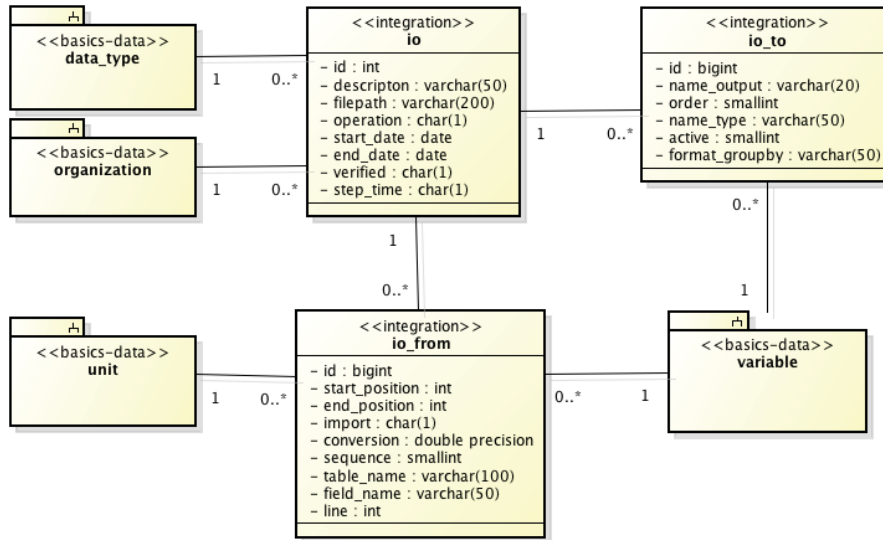 <<basics-data>>
data_type
1
0..*
<<basics-data>>
organization
1
0..*
<<integration>>
io
- id : int
- descripton : varchar(50)
- filepath : varchar(200)
- operation : char(1)
- start_date : date
- end_date : date
- verified : char(1)
- step_time : char(1)
1
0..*
<<integration>>
io_to
- id : bigint
- name_output : varchar(20)
- order : smallint
- name_type : varchar(50)
- active : smallint
- format_groupby : varchar(50)
0..*
1
1
0..*
<<basics-data>>
unit
1
0..*
<<integration>>
io_from
- id : bigint
- start_position : int
- end_position : int
- import : char(1)
- conversion : double precision
- sequence : smallint
- table_name : varchar(100)
- field_name : varchar(50)
- line : int
0..*
1
<<basics-data>>
variable